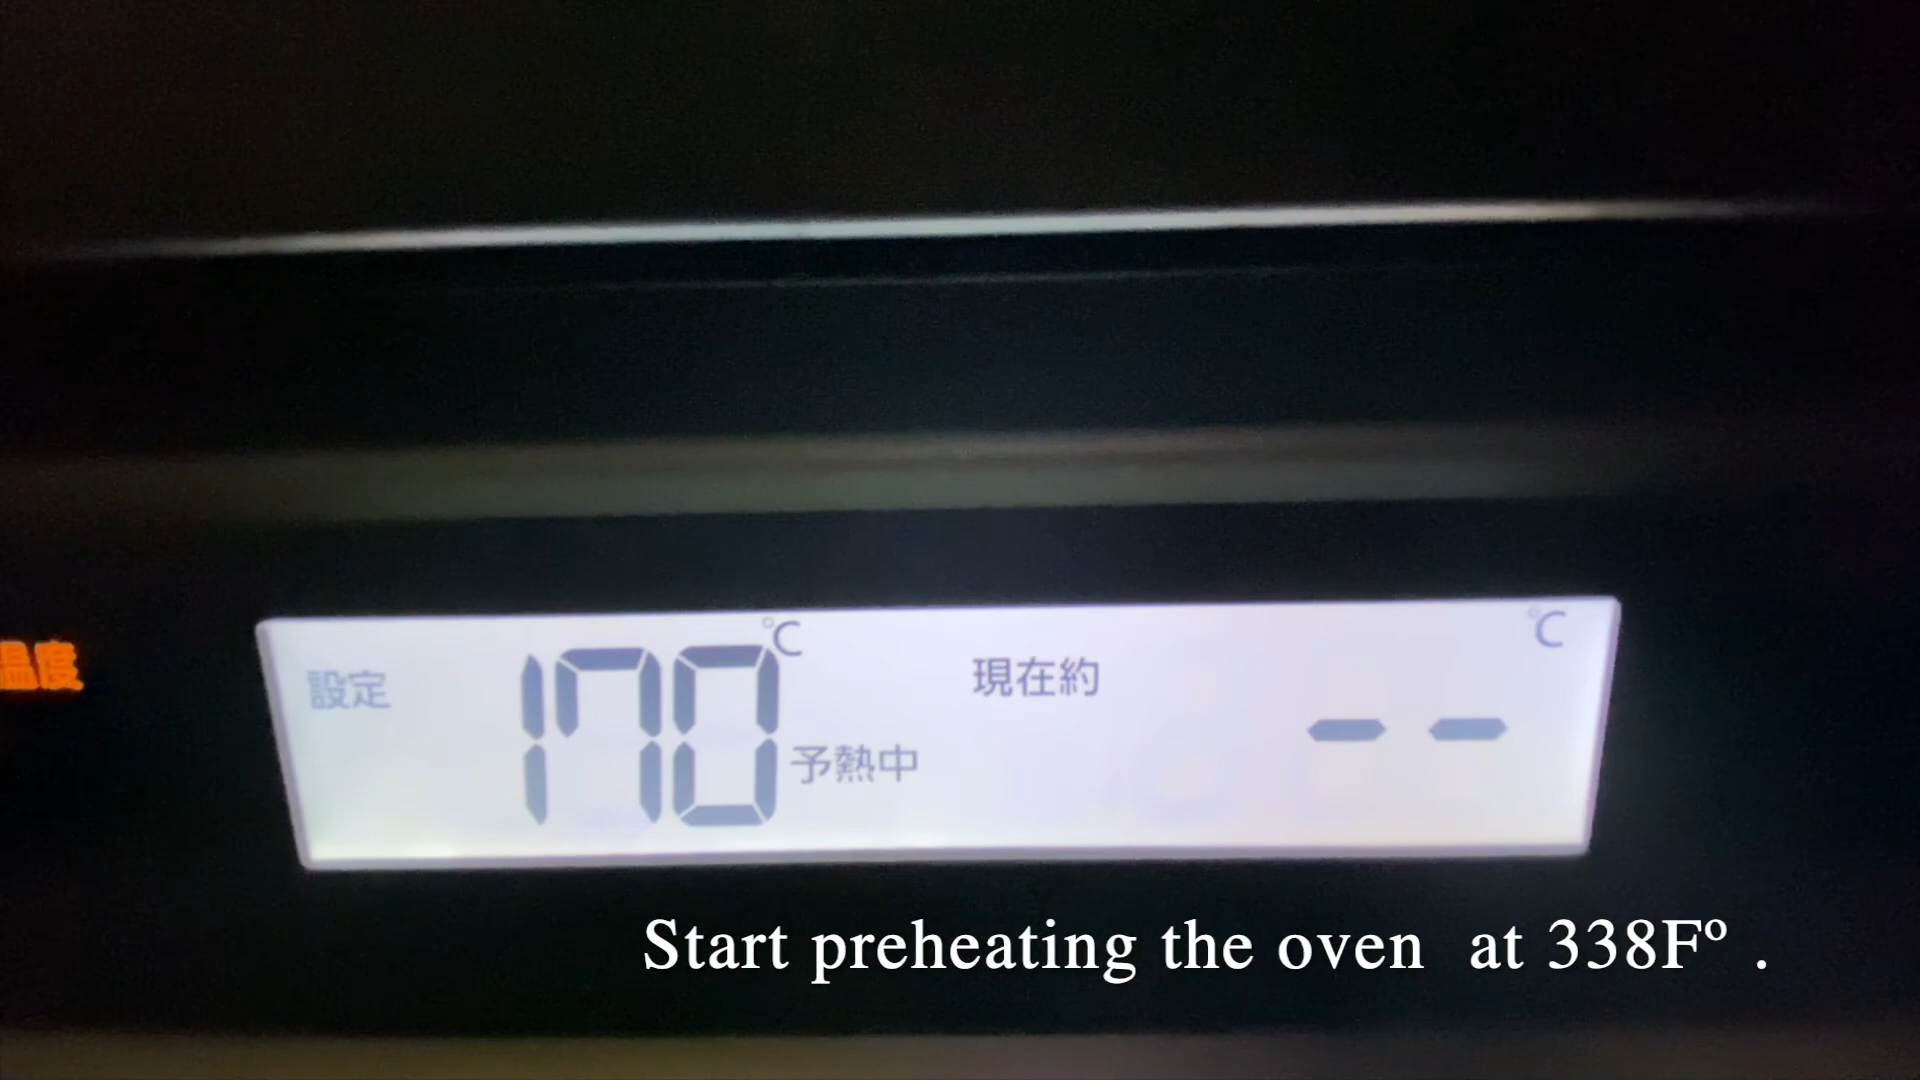 温度
設定
170℃
予熱中
現在約
-- ℃
Start preheating the oven at 338Fº .